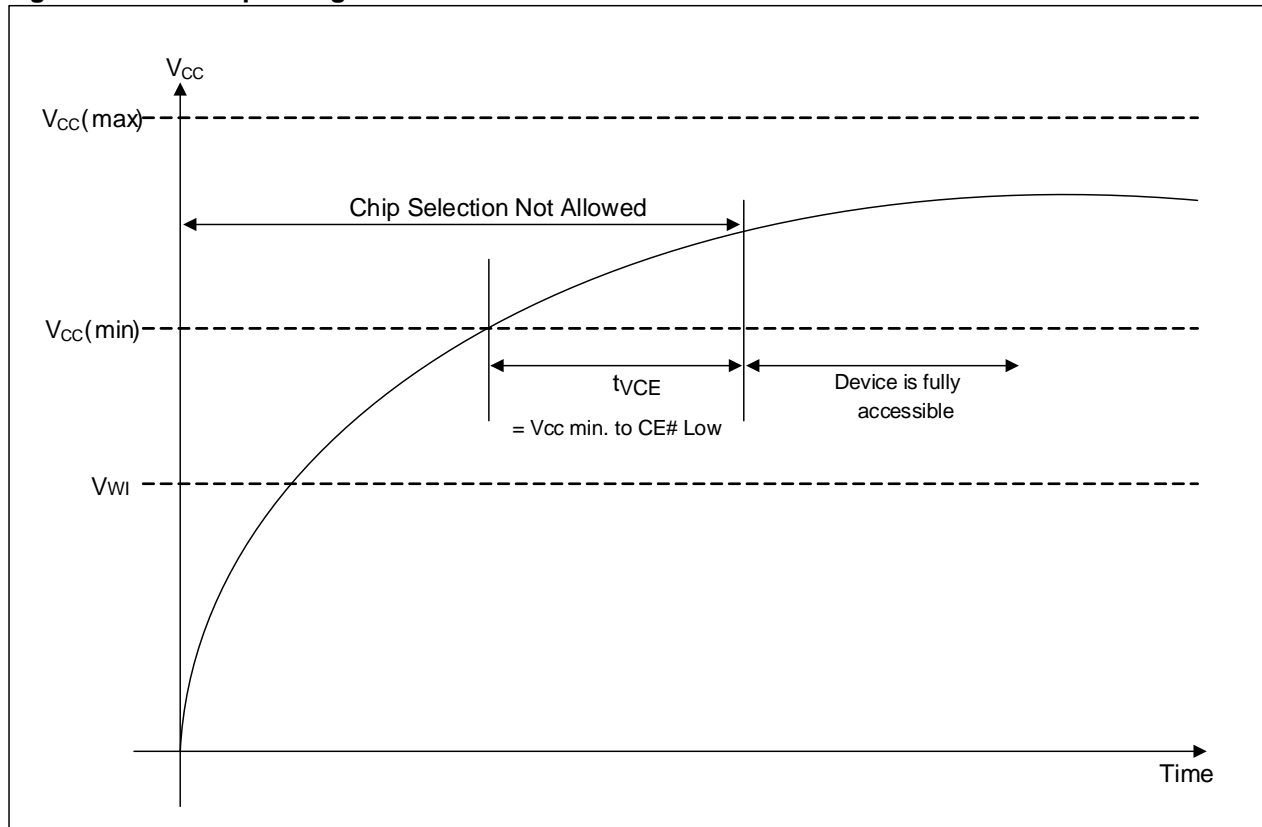 VCC
VCC(max)
Chip Selection Not Allowed
VCC(min)
tVCE
Device is fully
accessible
= Vcc min. to CE# Low
VWI
Time